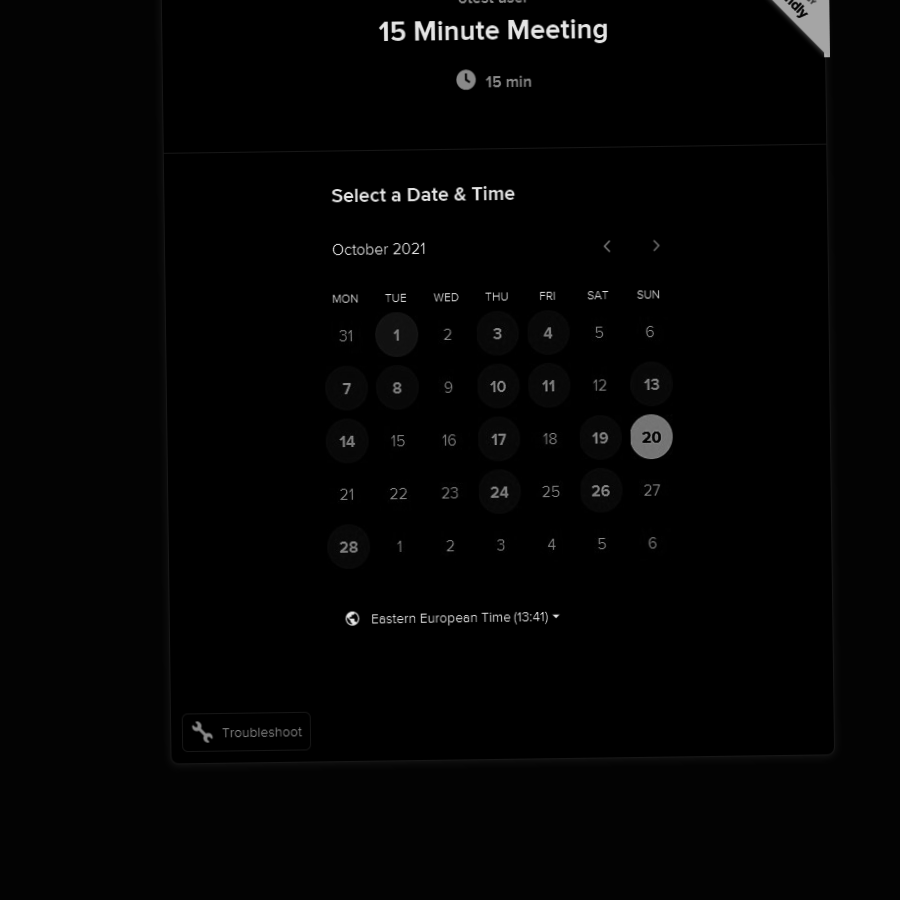 15 Minute Meeting
15 min
Select a Date & Time
October 2021
MON TUE WED THU FRI SAT SUN
31 1 2 3 4 5 6
7 8 9 10 11 12 13
14 15 16 17 18 19 20
21 22 23 24 25 26 27
28 1 2 3 4 5 6
Eastern European Time (13:41)
Troubleshoot